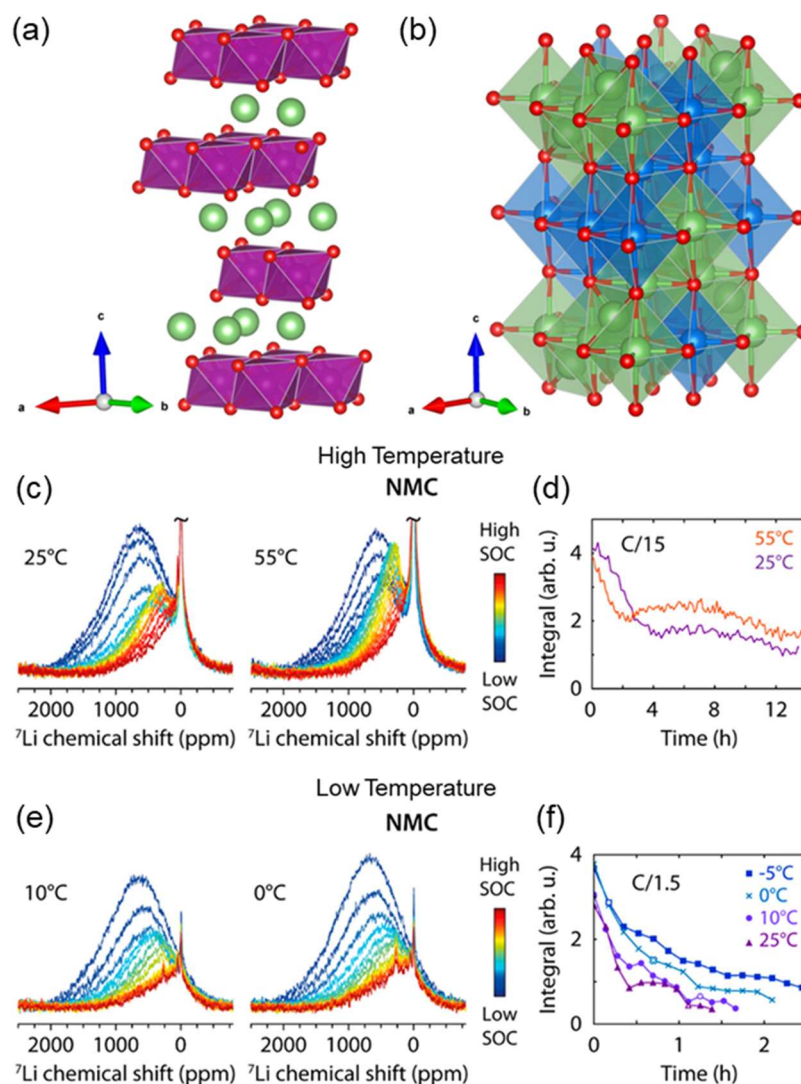 (a)
(b)
c
a
b
c
a
b
High Temperature
(c)
NMC
(d)
25°C
55°C
High
SOC
Low
SOC
2000 1000 0
⁷Li chemical shift (ppm)
2000 1000 0
⁷Li chemical shift (ppm)
Integral (arb. u.)
4
2
0
C/15
55°C
25°C
0 4 8 12
Time (h)
Low Temperature
(e)
NMC
(f)
10°C
0°C
High
SOC
Low
SOC
2000 1000 0
⁷Li chemical shift (ppm)
2000 1000 0
⁷Li chemical shift (ppm)
Integral (arb. u.)
4
2
0
C/1.5
-5°C
0°C
10°C
25°C
0 1 2
Time (h)